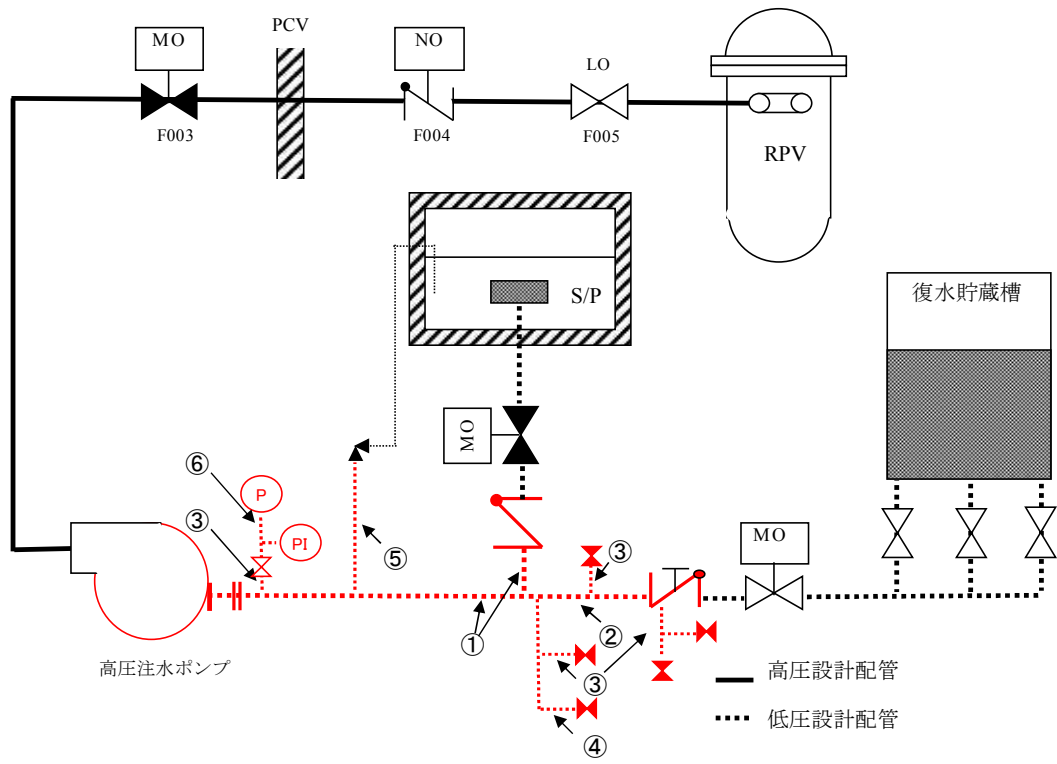 PCV
MO
NO
LO
F003
F004
F005
RPV
S/P
復水貯蔵槽
MO
⑥
P
③
PI
⑤
MO
③
①
②
③
④
高圧注水ポンプ
高圧設計配管
低圧設計配管